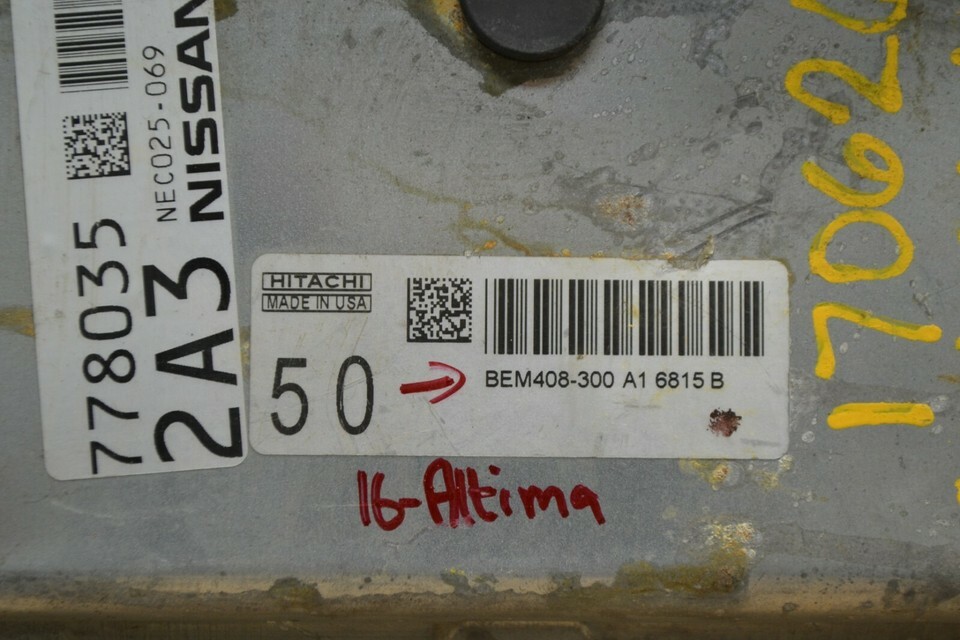 778035
NEC025-069
2A3 NISSAN
HITACHI
MADE IN USA
50
BEM408-300 A1 6815 B
16-Altima
17062